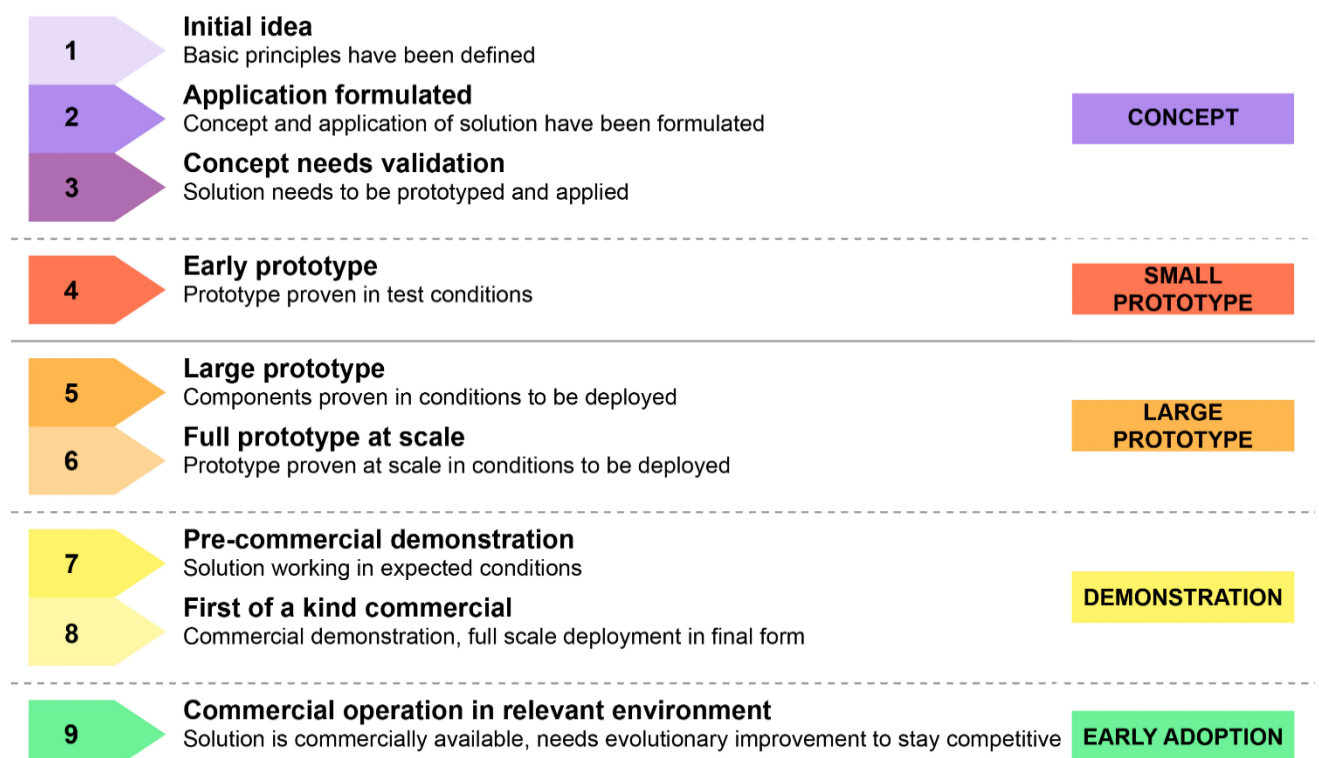 1
Initial idea
Basic principles have been defined
2
Application formulated
Concept and application of solution have been formulated
3
Concept needs validation
Solution needs to be prototyped and applied
CONCEPT
4
Early prototype
Prototype proven in test conditions
SMALL
PROTOTYPE
5
Large prototype
Components proven in conditions to be deployed
6
Full prototype at scale
Prototype proven at scale in conditions to be deployed
LARGE
PROTOTYPE
7
Pre-commercial demonstration
Solution working in expected conditions
8
First of a kind commercial
Commercial demonstration, full scale deployment in final form
DEMONSTRATION
9
Commercial operation in relevant environment
Solution is commercially available, needs evolutionary improvement to stay competitive
EARLY ADOPTION